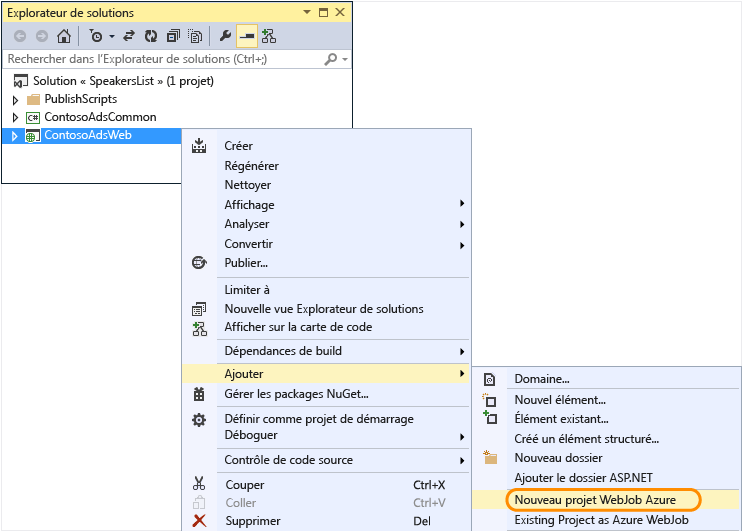 Explorateur de solutions
Rechercher dans l'Explorateur de solutions (Ctrl+;)
Solution « SpeakersList » (1 projet)
PublishScripts
C# ContosoAdsCommon
ContosoAdsWeb
Créer
Régénérer
Nettoyer
Affichage
Analyser
Convertir
Publier...
Limiter à
Nouvelle vue Explorateur de solutions
Afficher sur la carte de code
Dépendances de build
Ajouter
Gérer les packages NuGet...
Définir comme projet de démarrage
Déboguer
Contrôle de code source
Couper Ctrl+X
Coller Ctrl+V
Supprimer Del
Domaine...
Nouvel élément...
Élément existant...
Créé un élément structuré...
Nouveau dossier
Ajouter le dossier ASP.NET
Nouveau projet WebJob Azure
Existing Project as Azure WebJob